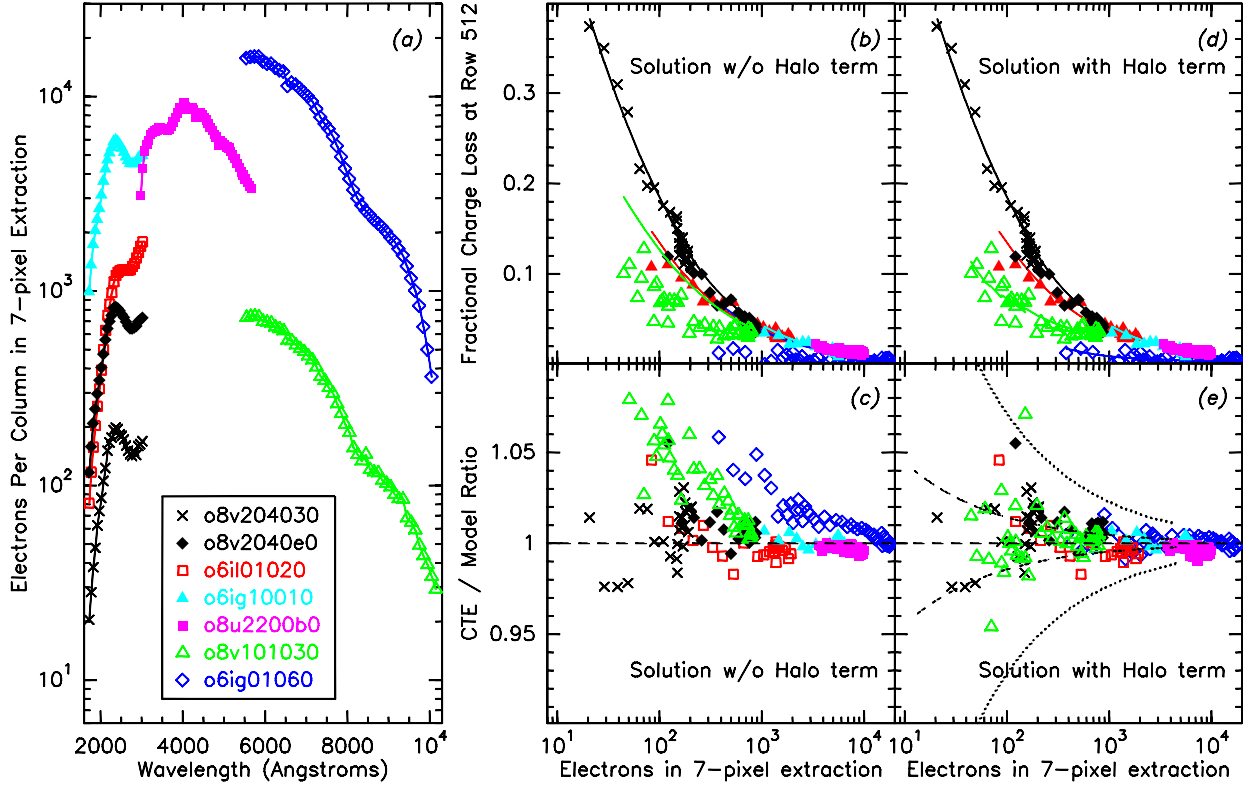 (a)
10^4
10^3
10^2
10^1
Electrons Per Column in 7-pixel Extraction
o8v204030
o8v2040e0
o6il01020
o6ig10010
o8u2200b0
o8v101030
o6ig01060
2000 4000 6000 8000 10^4
Wavelength (Angstroms)
(b)
Solution w/o Halo term
0.3
0.2
0.1
Fractional Charge Loss at Row 512
(d)
Solution with Halo term
(c)
1.05
1
0.95
CTE / Model Ratio
Solution w/o Halo term
10^1 10^2 10^3 10^4
Electrons in 7-pixel extraction
(e)
Solution with Halo term
10^1 10^2 10^3 10^4
Electrons in 7-pixel extraction